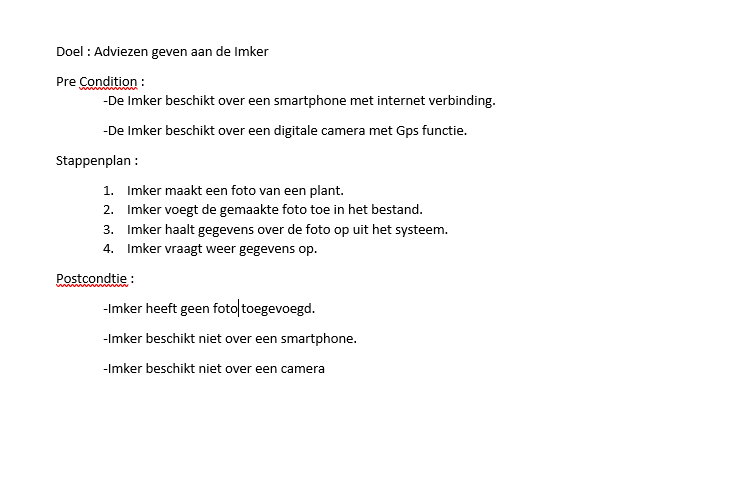 Doel : Adviezen geven aan de Imker
Pre Condition :
-De Imker beschikt over een smartphone met internet verbinding.
-De Imker beschikt over een digitale camera met Gps functie.
Stappenplan :
1. Imker maakt een foto van een plant.
2. Imker voegt de gemaakte foto toe in het bestand.
3. Imker haalt gegevens over de foto op uit het systeem.
4. Imker vraagt weer gegevens op.
Postcondtie :
-Imker heeft geen foto toegevoegd.
-Imker beschikt niet over een smartphone.
-Imker beschikt niet over een camera